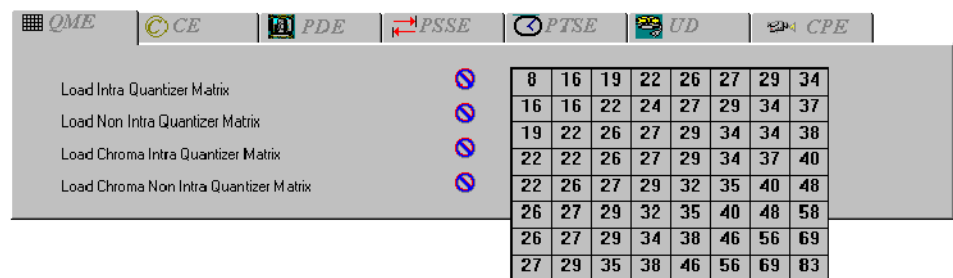 QME CE PDE PSSE PTSE UD CPE
Load Intra Quantizer Matrix
Load Non Intra Quantizer Matrix
Load Chroma Intra Quantizer Matrix
Load Chroma Non Intra Quantizer Matrix
8 16 19 22 26 27 29 34
16 16 22 24 27 29 34 37
19 22 26 27 29 34 34 38
22 22 26 27 29 34 37 40
22 26 27 29 32 35 40 48
26 27 29 32 35 40 48 58
26 27 29 34 38 46 56 69
27 29 35 38 46 56 69 83